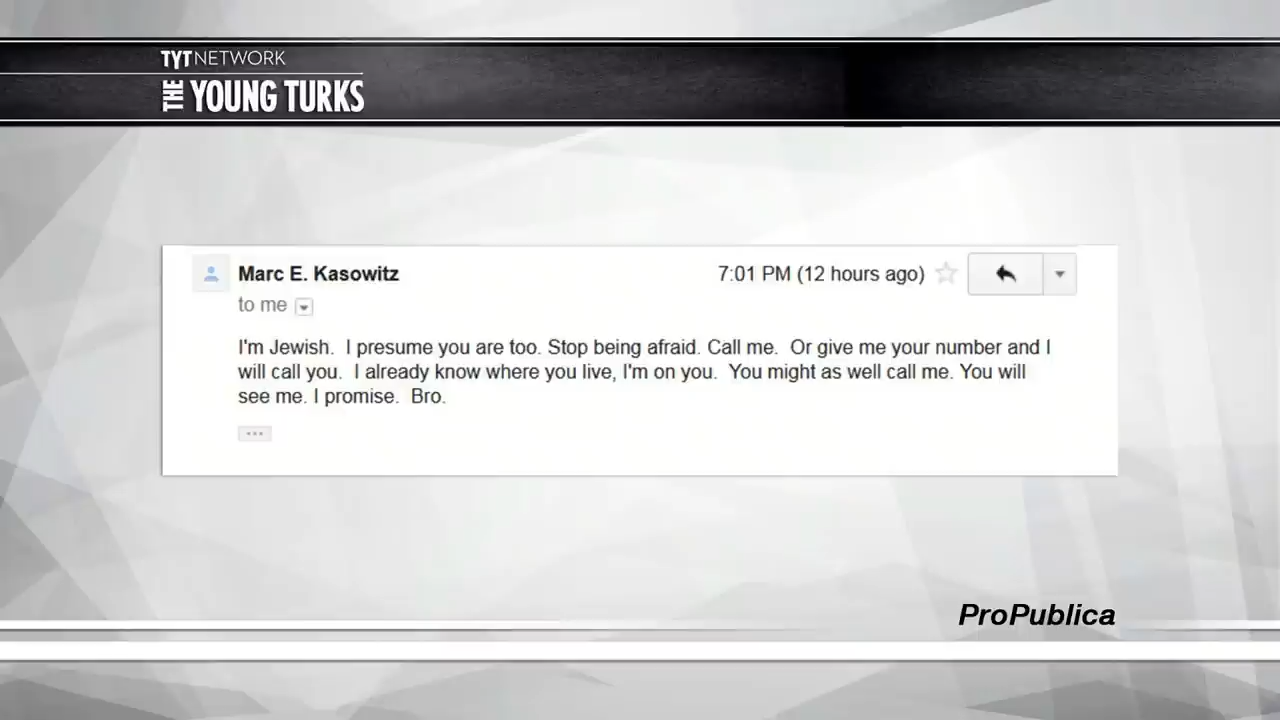 TYTNETWORK
THE YOUNG TURKS
Marc E. Kasowitz 7:01 PM (12 hours ago)
to me
I'm Jewish.  I presume you are too. Stop being afraid. Call me.  Or give me your number and I
will call you.  I already know where you live, I'm on you.  You might as well call me. You will
see me. I promise.  Bro.
ProPublica